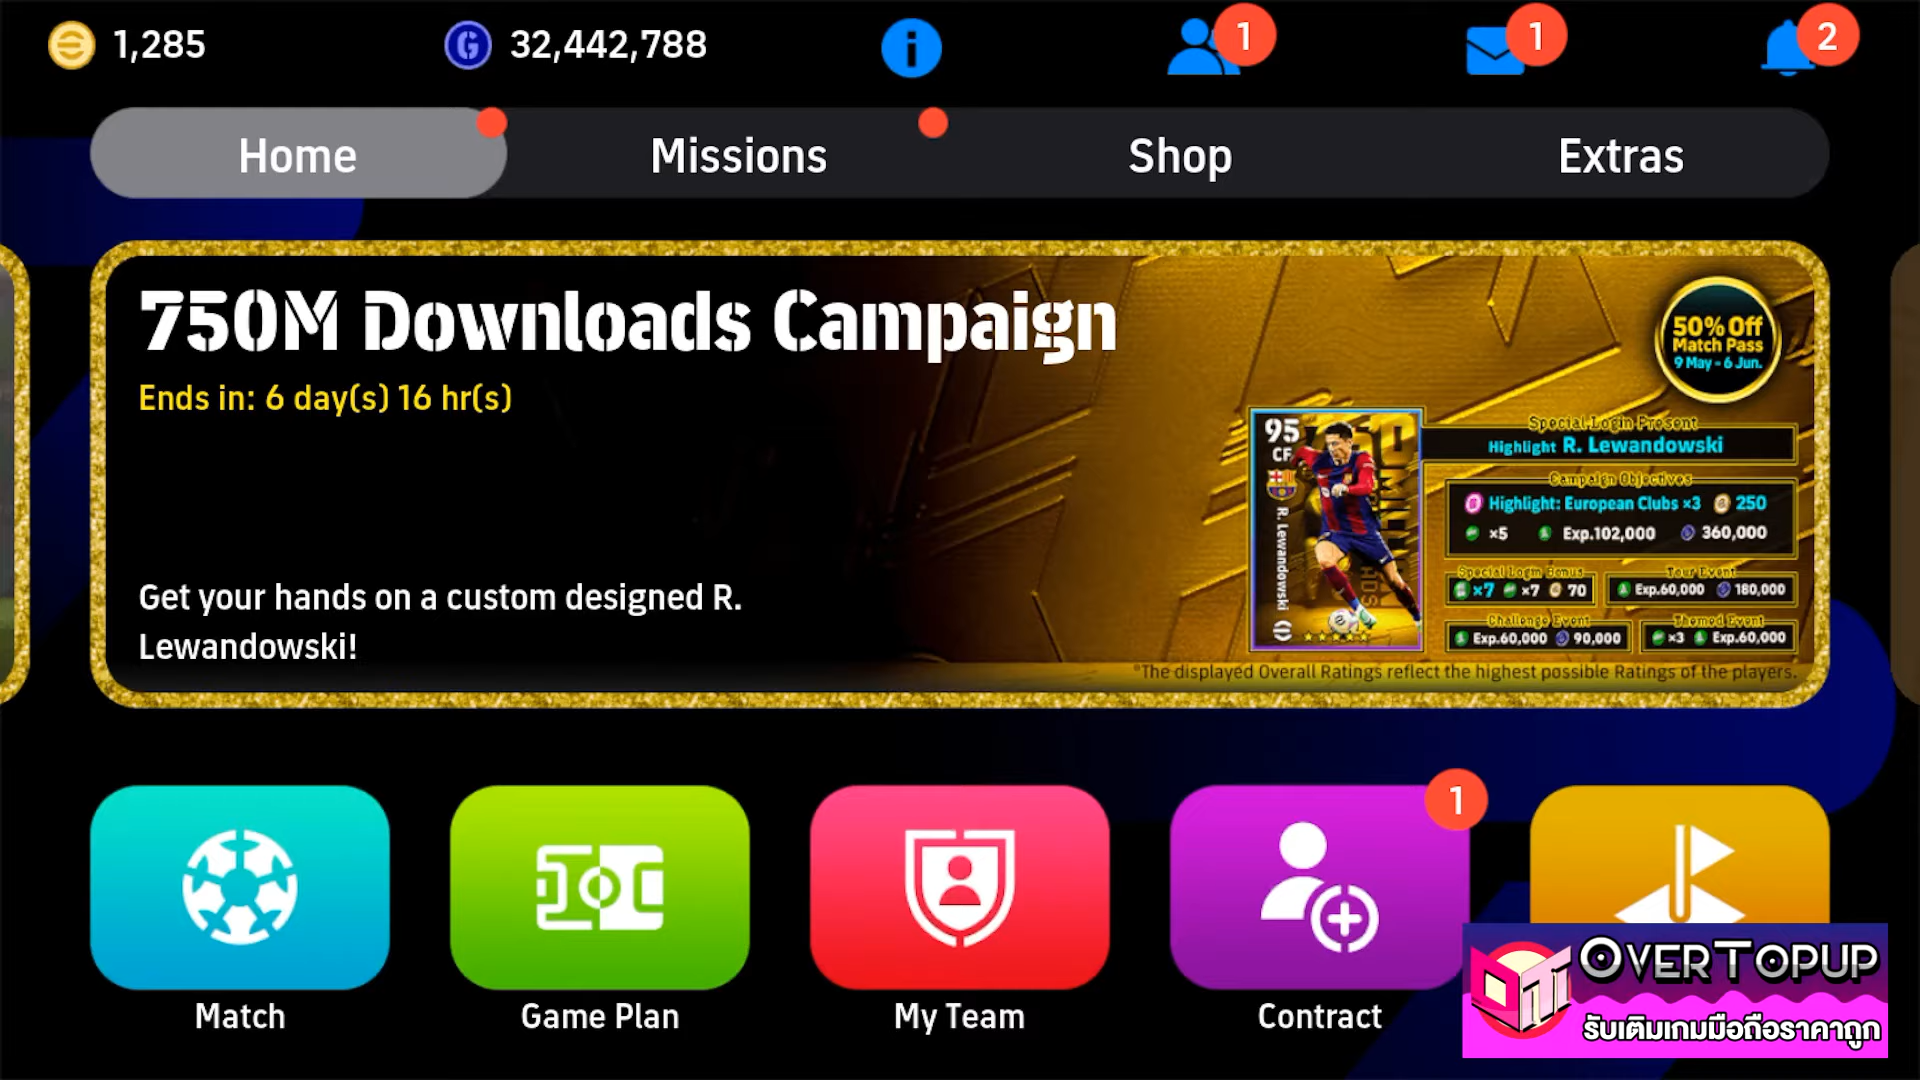 1,285
32,442,788
1
1
2
Home
Missions
Shop
Extras
750M Downloads Campaign
Ends in: 6 day(s) 16 hr(s)
Get your hands on a custom designed R.
Lewandowski!
50% Off
Match Pass
9 May - 6 Jun.
95
CF
R. Lewandowski
Special Login Present
Highlight R. Lewandowski
Campaign Objectives
Highlight: European Clubs ×3 250
×5 Exp.102,000 360,000
Special Login Bonus
×7 ×7 70
Tour Event
Exp.60,000 180,000
Challenge Event
Exp.60,000 90,000
Themed Event
×3 Exp.60,000
*The displayed Overall Ratings reflect the highest possible Ratings of the players.
1
Match
Game Plan
My Team
Contract
OTU
OVERTOPUP
รับเติมเกมมือถือราคาถูก